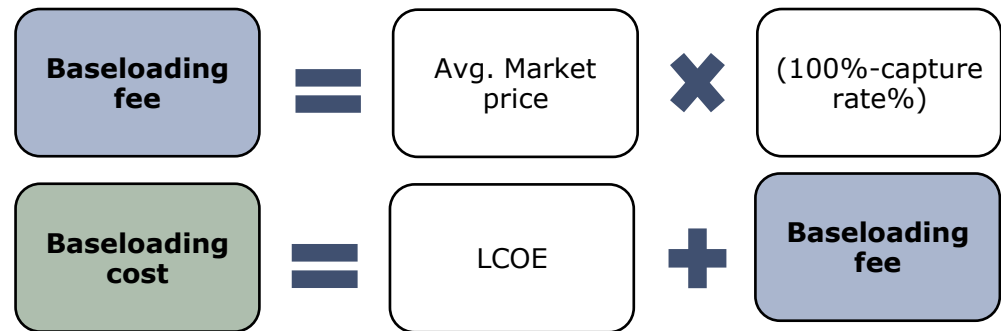 Baseloading
fee
=
Avg. Market
price
×
(100%-capture
rate%)
Baseloading
cost
=
LCOE
+
Baseloading
fee